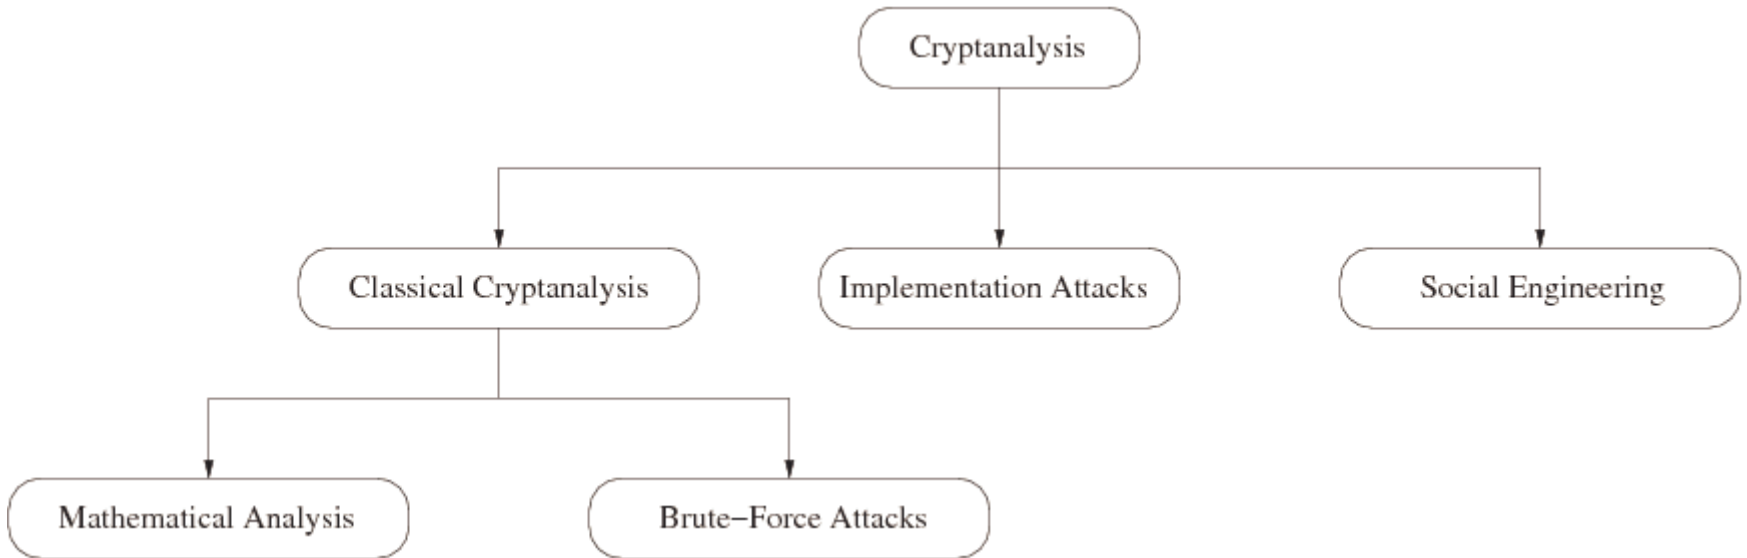 Cryptanalysis
Classical Cryptanalysis
Implementation Attacks
Social Engineering
Mathematical Analysis
Brute−Force Attacks